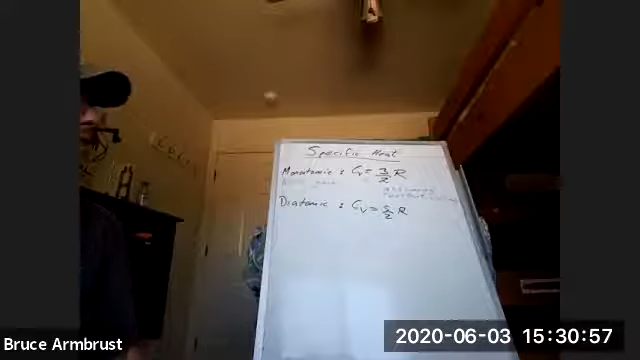 Specific Heat
Monatomic : Cv = 3/2 R
Diatomic : Cv = 5/2 R
Bruce Armbrust
2020-06-03 15:30:57